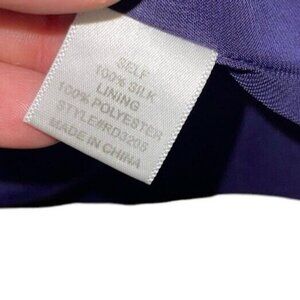 SELF
100% SILK
LINING
100% POLYESTER
STYLE#RD3206
MADE IN CHINA